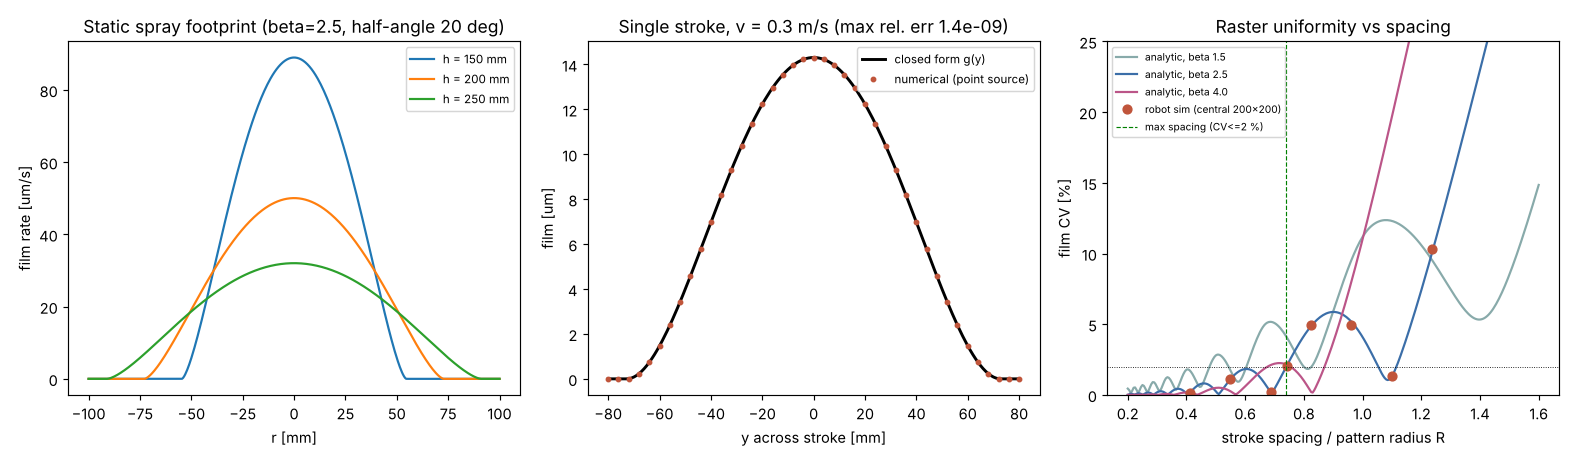 Static spray footprint (beta=2.5, half-angle 20 deg)
h = 150 mm
h = 200 mm
h = 250 mm
film rate [um/s]
80
60
40
20
0
−100
−75
−50
−25
0
25
50
75
100
r [mm]
Single stroke, v = 0.3 m/s (max rel. err 1.4e-09)
closed form g(y)
numerical (point source)
film [um]
14
12
10
8
6
4
2
0
−80
−60
−40
−20
0
20
40
60
80
y across stroke [mm]
Raster uniformity vs spacing
analytic, beta 1.5
analytic, beta 2.5
analytic, beta 4.0
robot sim (central 200×200)
max spacing (CV<=2 %)
film CV [%]
25
20
15
10
5
0
0.2
0.4
0.6
0.8
1.0
1.2
1.4
1.6
stroke spacing / pattern radius R